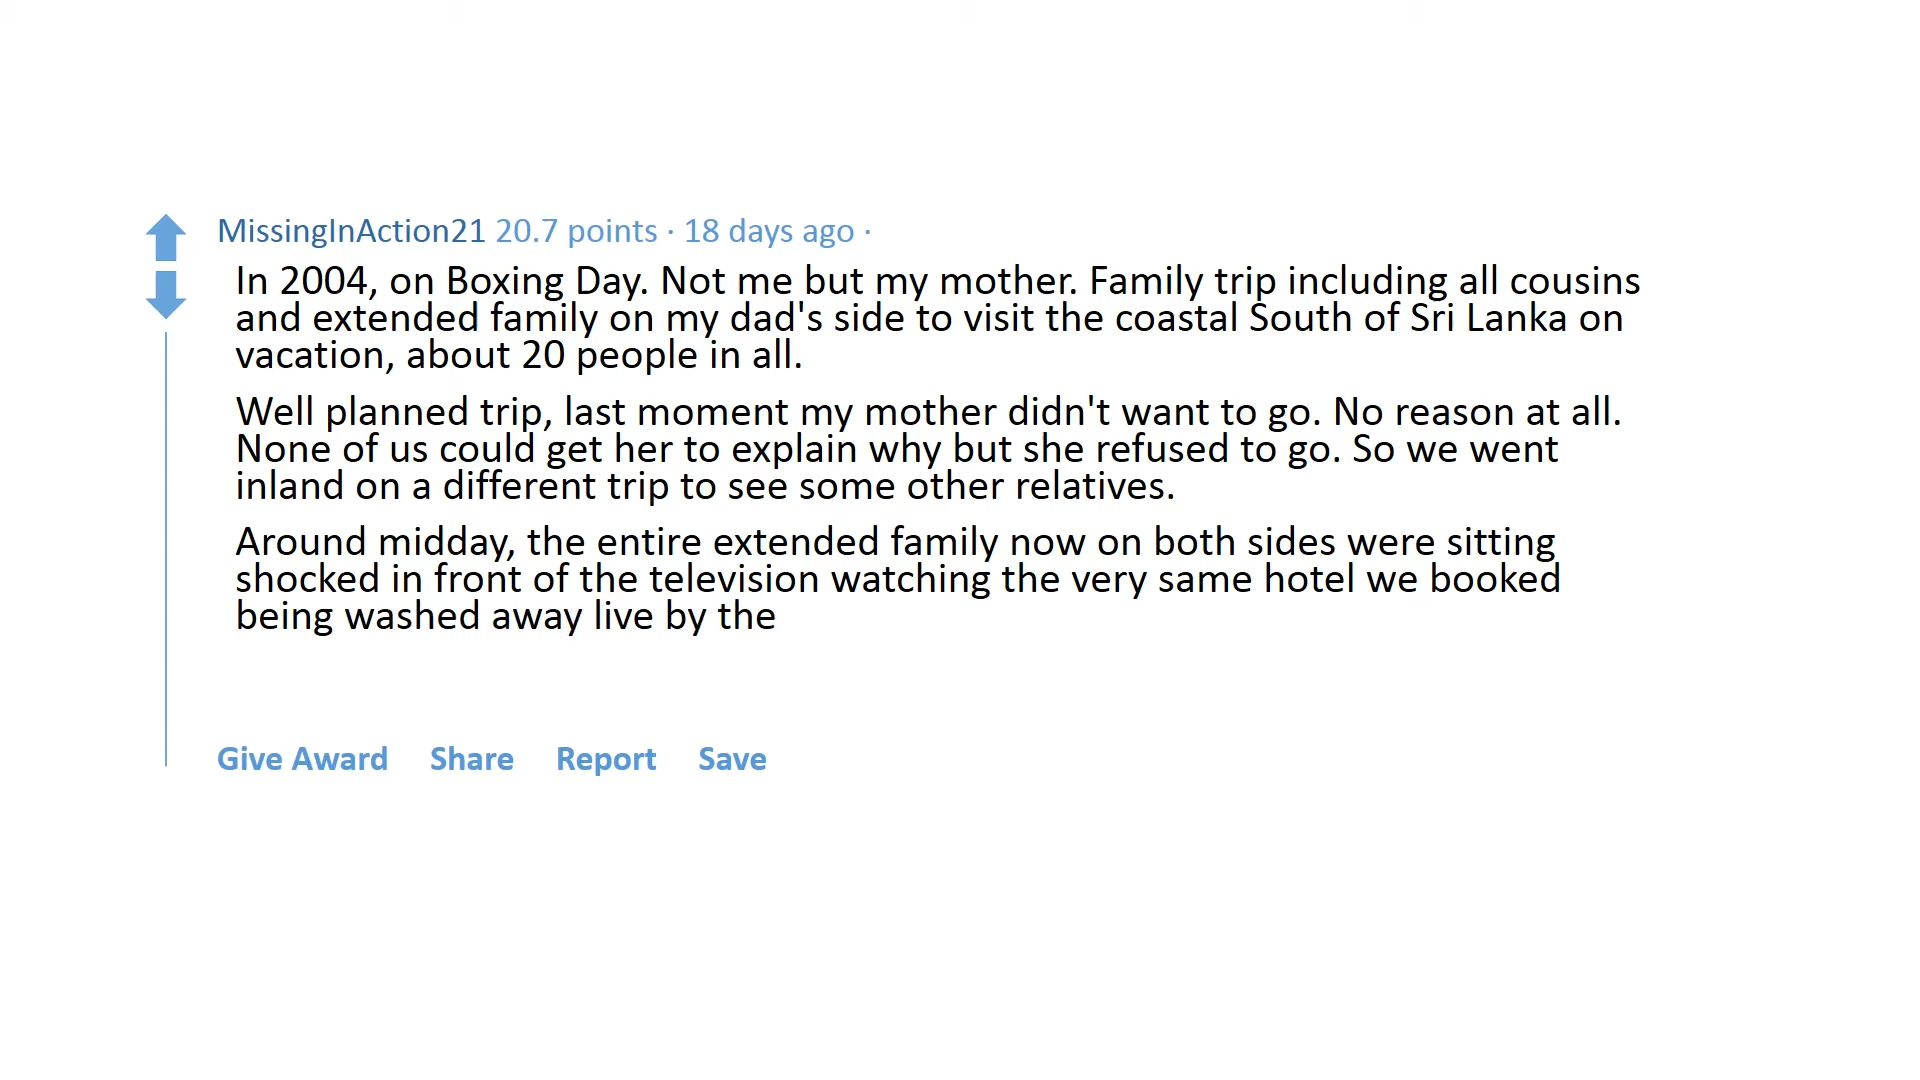 MissingInAction21 20.7 points · 18 days ago ·
In 2004, on Boxing Day. Not me but my mother. Family trip including all cousins
and extended family on my dad's side to visit the coastal South of Sri Lanka on
vacation, about 20 people in all.
Well planned trip, last moment my mother didn't want to go. No reason at all.
None of us could get her to explain why but she refused to go. So we went
inland on a different trip to see some other relatives.
Around midday, the entire extended family now on both sides were sitting
shocked in front of the television watching the very same hotel we booked
being washed away live by the
Give Award Share Report Save